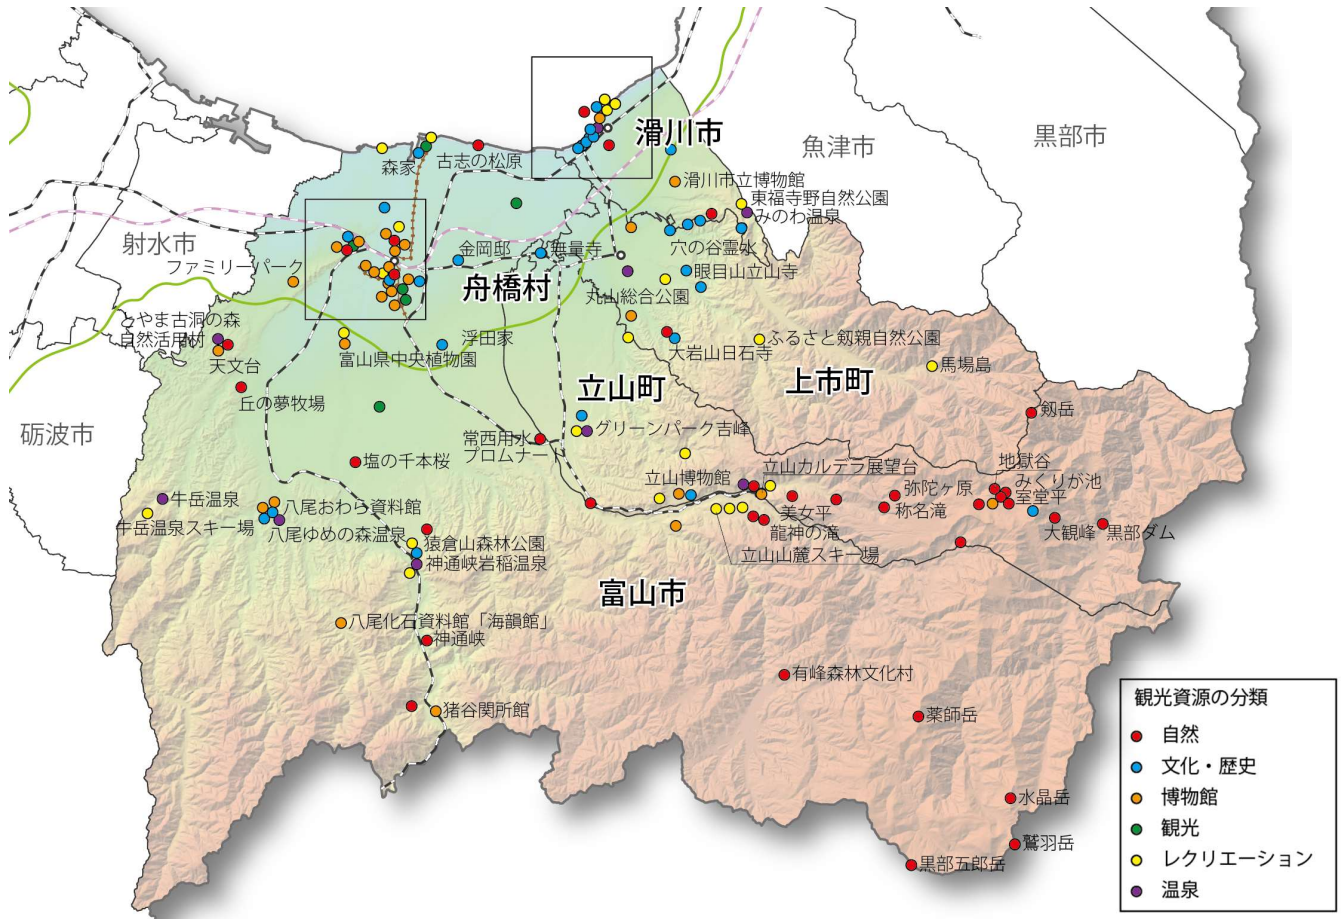 滑川市
魚津市
黒部市
森家
古志の松原
滑川市立博物館
東福寺野自然公園
みのわ温泉
射水市
ファミリーパーク
金岡邸
無量寺
穴の谷霊水
眼目山立山寺
舟橋村
丸山総合公園
とやま古洞の森
自然活用村
天文台
富山県中央植物園
浮田家
大岩山日石寺
ふるさと剱親自然公園
馬場島
丘の夢牧場
立山町
上市町
剱岳
砺波市
常西用水
プロムナード
グリーンパーク吉峰
塩の千本桜
立山博物館
立山カルデラ展望台
地獄谷
みくりが池
弥陀ヶ原
室堂平
牛岳温泉
八尾おわら資料館
美女平
称名滝
牛岳温泉スキー場
八尾ゆめの森温泉
龍神の滝
大観峰
黒部ダム
猿倉山森林公園
立山山麓スキー場
神通峡岩稲温泉
富山市
八尾化石資料館「海韻館」
神通峡
有峰森林文化村
猪谷関所館
薬師岳
水晶岳
鷲羽岳
黒部五郎岳
観光資源の分類
自然
文化・歴史
博物館
観光
レクリエーション
温泉